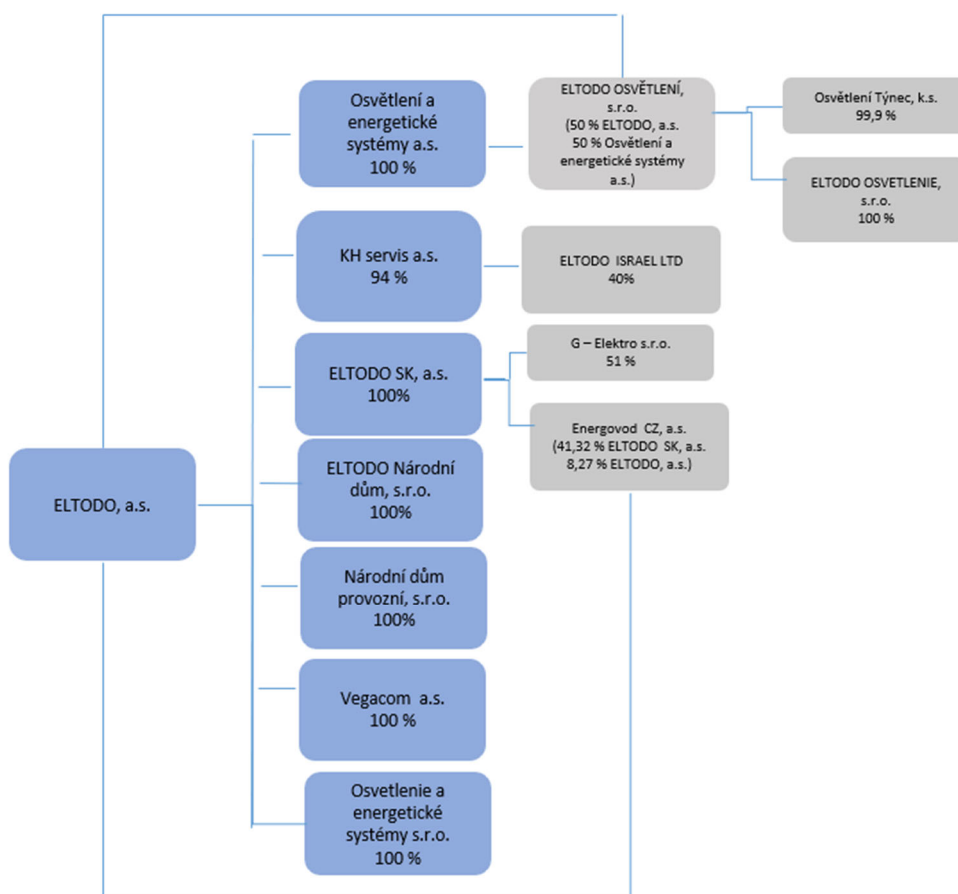 ELTODO, a.s.
Osvětlení a
energetické
systémy a.s.
100 %
KH servis a.s.
94 %
ELTODO SK, a.s.
100%
ELTODO Národní
dům, s.r.o.
100%
Národní dům
provozní, s.r.o.
100%
Vegacom  a.s.
100 %
Osvetlenie a
energetické
systémy s.r.o.
100 %
ELTODO OSVĚTLENÍ,
s.r.o.
(50 % ELTODO, a.s.
50 % Osvětlení a
energetické systémy
a.s.)
ELTODO  ISRAEL LTD
40%
G – Elektro s.r.o.
51 %
Energovod  CZ, a.s.
(41,32 % ELTODO  SK, a.s.
8,27 % ELTODO, a.s.)
Osvětlení Týnec, k.s.
99,9 %
ELTODO OSVETLENIE,
s.r.o.
100 %